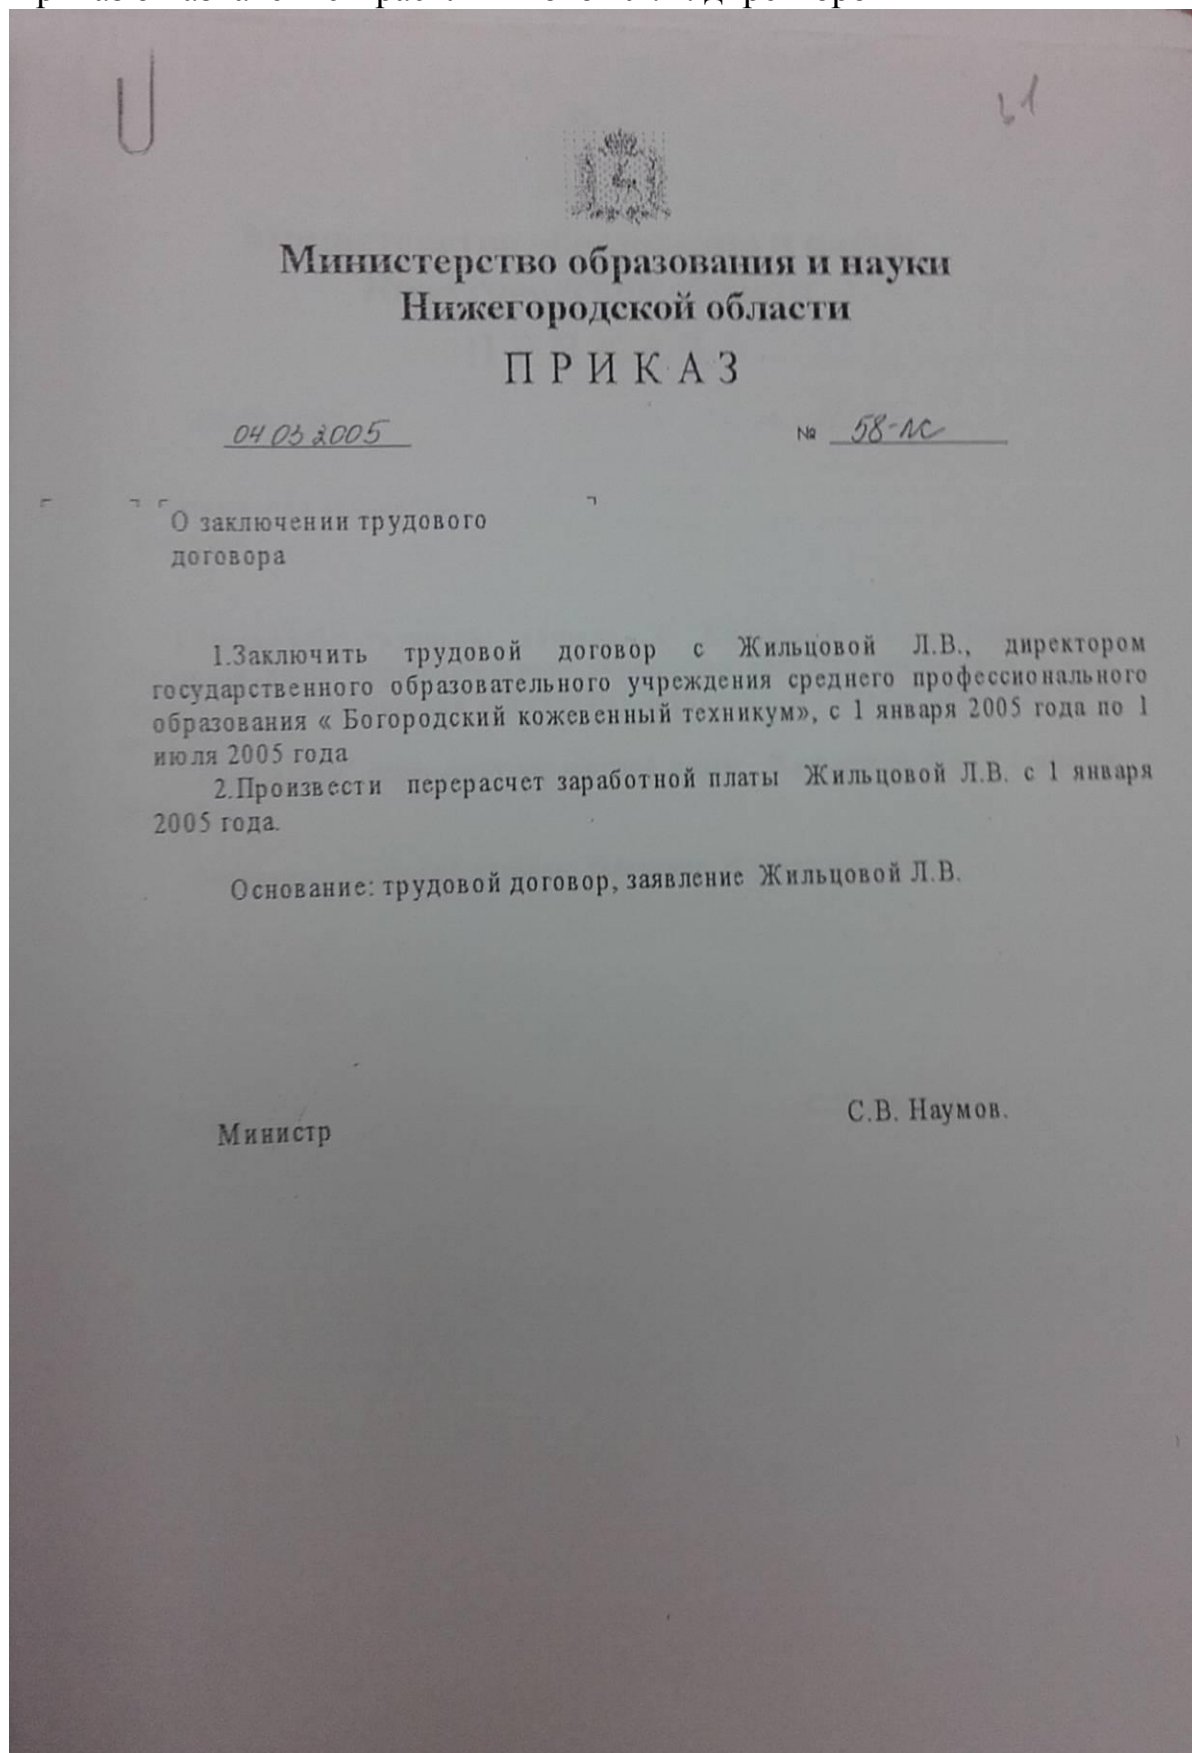 61
Министерство образования и науки
Нижегородской области
ПРИКАЗ
04 03 2005 № 58-лс
О заключении трудового
договора
1.Заключить трудовой договор с Жильцовой Л.В., директором
государственного образовательного учреждения среднего профессионального
образования « Богородский кожевенный техникум», с 1 января 2005 года по 1
июля 2005 года
2.Произвести перерасчет заработной платы Жильцовой Л.В. с 1 января
2005 года.
Основание: трудовой договор, заявление Жильцовой Л.В.
С.В. Наумов.
Министр